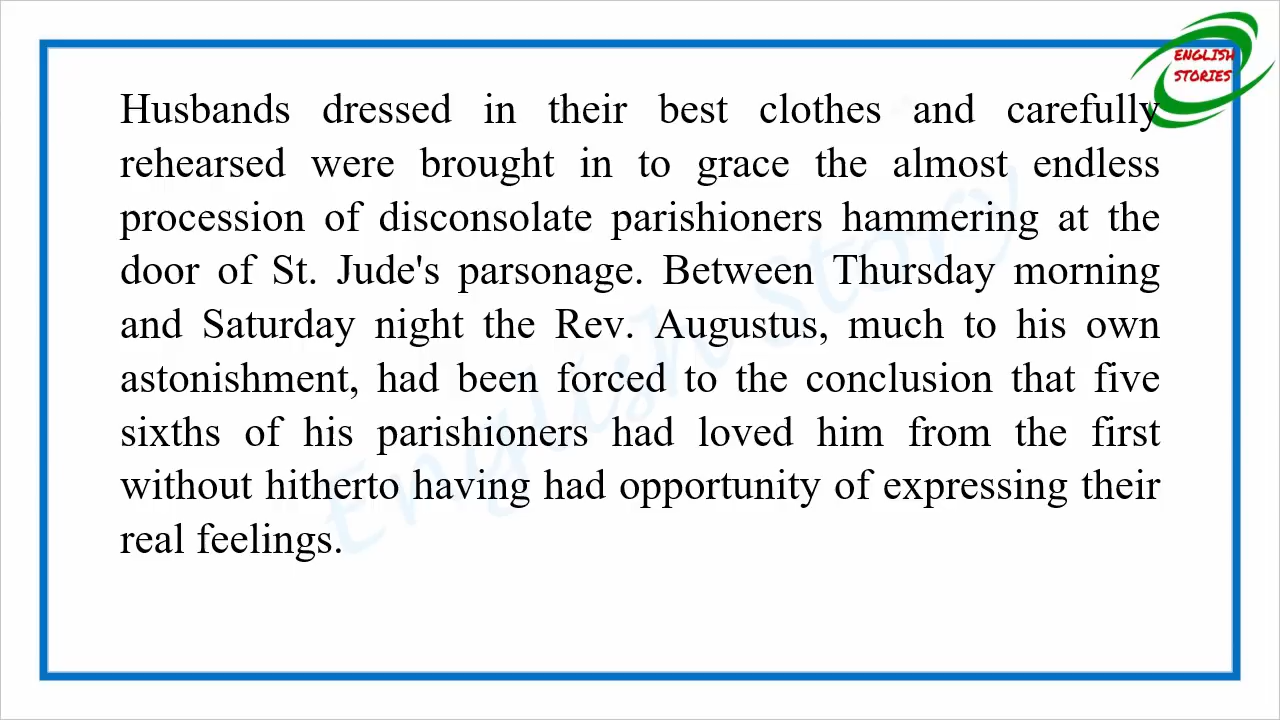 ENGLISH
STORIES
Husbands dressed in their best clothes and carefully
rehearsed were brought in to grace the almost endless
procession of disconsolate parishioners hammering at the
door of St. Jude's parsonage. Between Thursday morning
and Saturday night the Rev. Augustus, much to his own
astonishment, had been forced to the conclusion that five
sixths of his parishioners had loved him from the first
without hitherto having had opportunity of expressing their
real feelings.
English Story